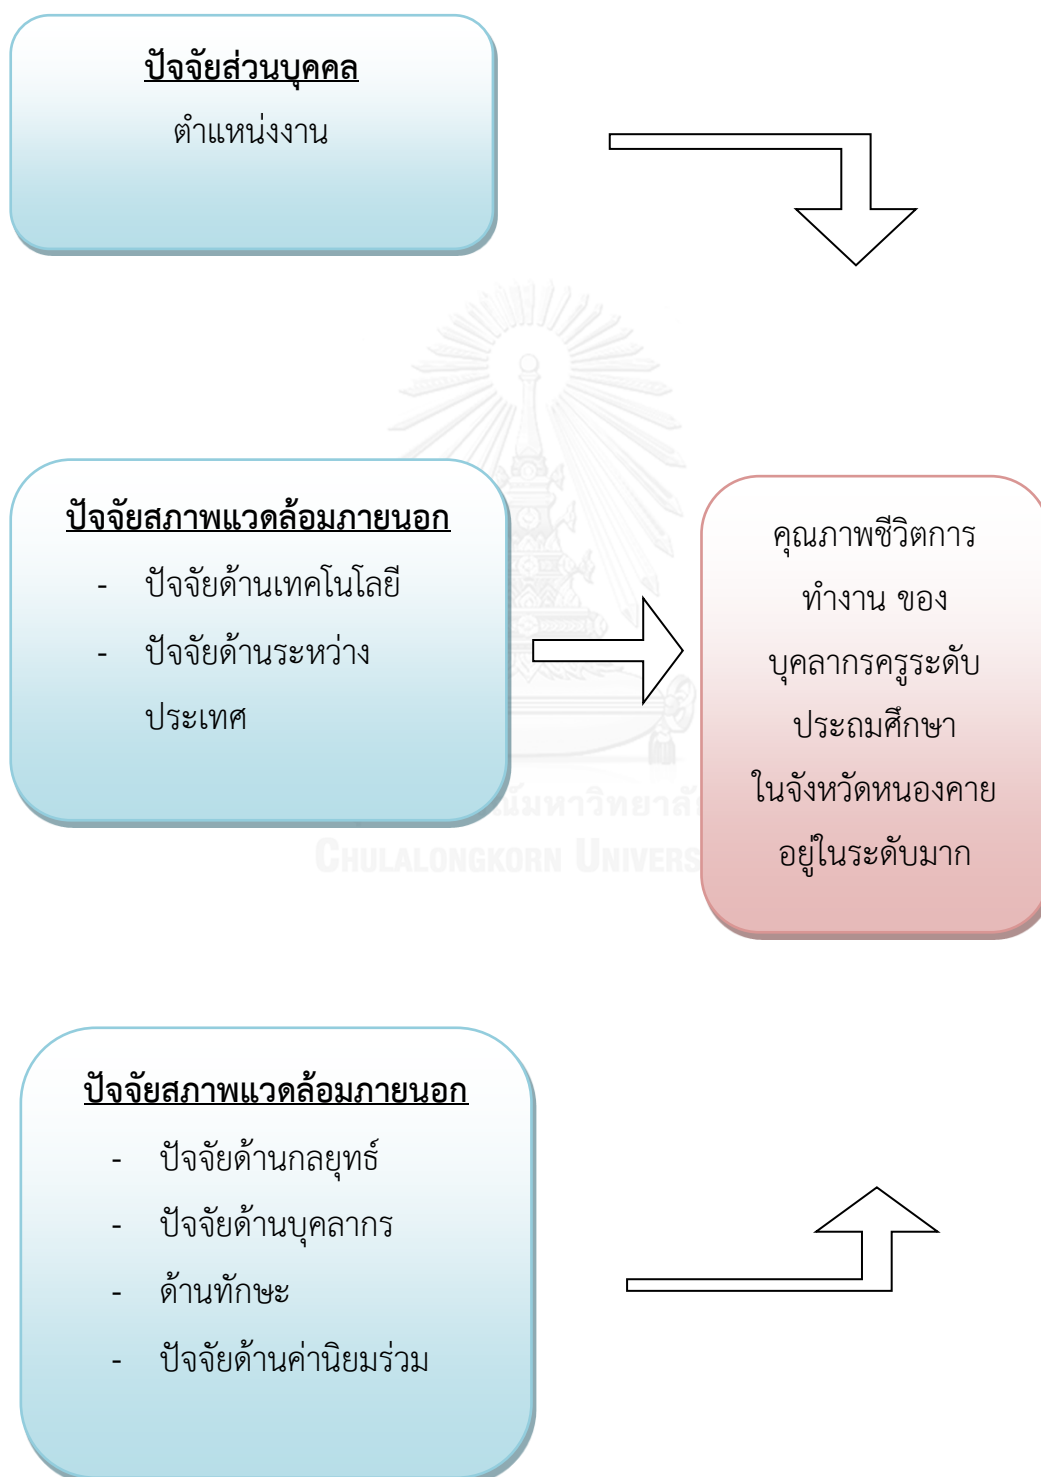 ปัจจัยส่วนบุคคล
ตำแหน่งงาน
ปัจจัยสภาพแวดล้อมภายนอก
- ปัจจัยด้านเทคโนโลยี
- ปัจจัยด้านระหว่าง
ประเทศ
คุณภาพชีวิตการ
ทำงาน ของ
บุคลากรครูระดับ
ประถมศึกษา
ในจังหวัดหนองคาย
อยู่ในระดับมาก
CHULALONGKORN
ปัจจัยสภาพแวดล้อมภายนอก
- ปัจจัยด้านกลยุทธ์
- ปัจจัยด้านบุคลากร
- ด้านทักษะ
- ปัจจัยด้านค่านิยมร่วม